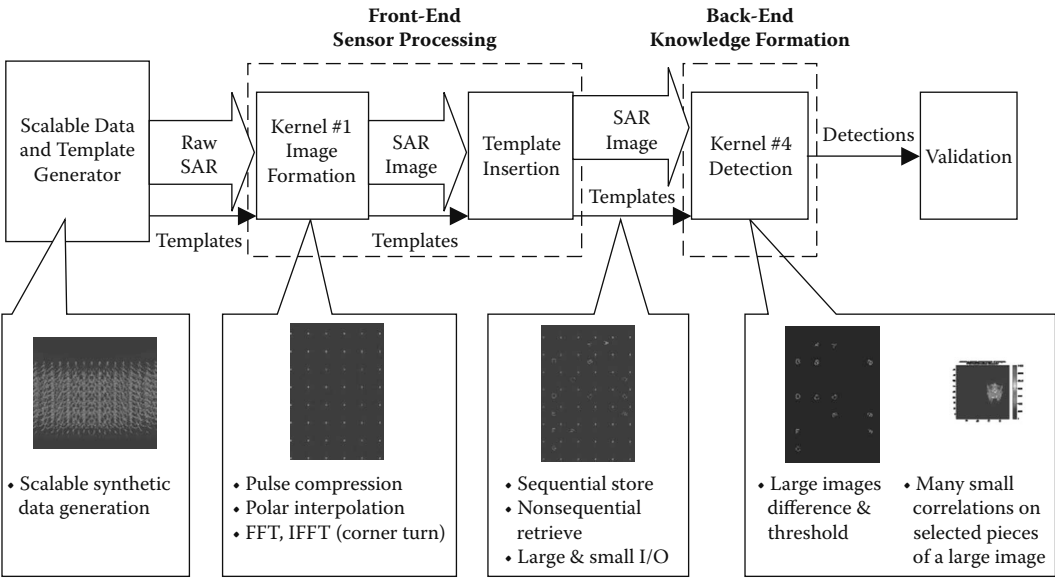 Front-End
Sensor Processing
Back-End
Knowledge Formation
Scalable Data
and Template
Generator
Raw
SAR
Templates
Kernel #1
Image
Formation
SAR
Image
Templates
Template
Insertion
SAR
Image
Templates
Kernel #4
Detection
Detections
Validation
• Scalable synthetic
data generation
• Pulse compression
• Polar interpolation
• FFT, IFFT (corner turn)
• Sequential store
• Nonsequential
retrieve
• Large & small I/O
• Large images
difference &
threshold
• Many small
correlations on
selected pieces
of a large image